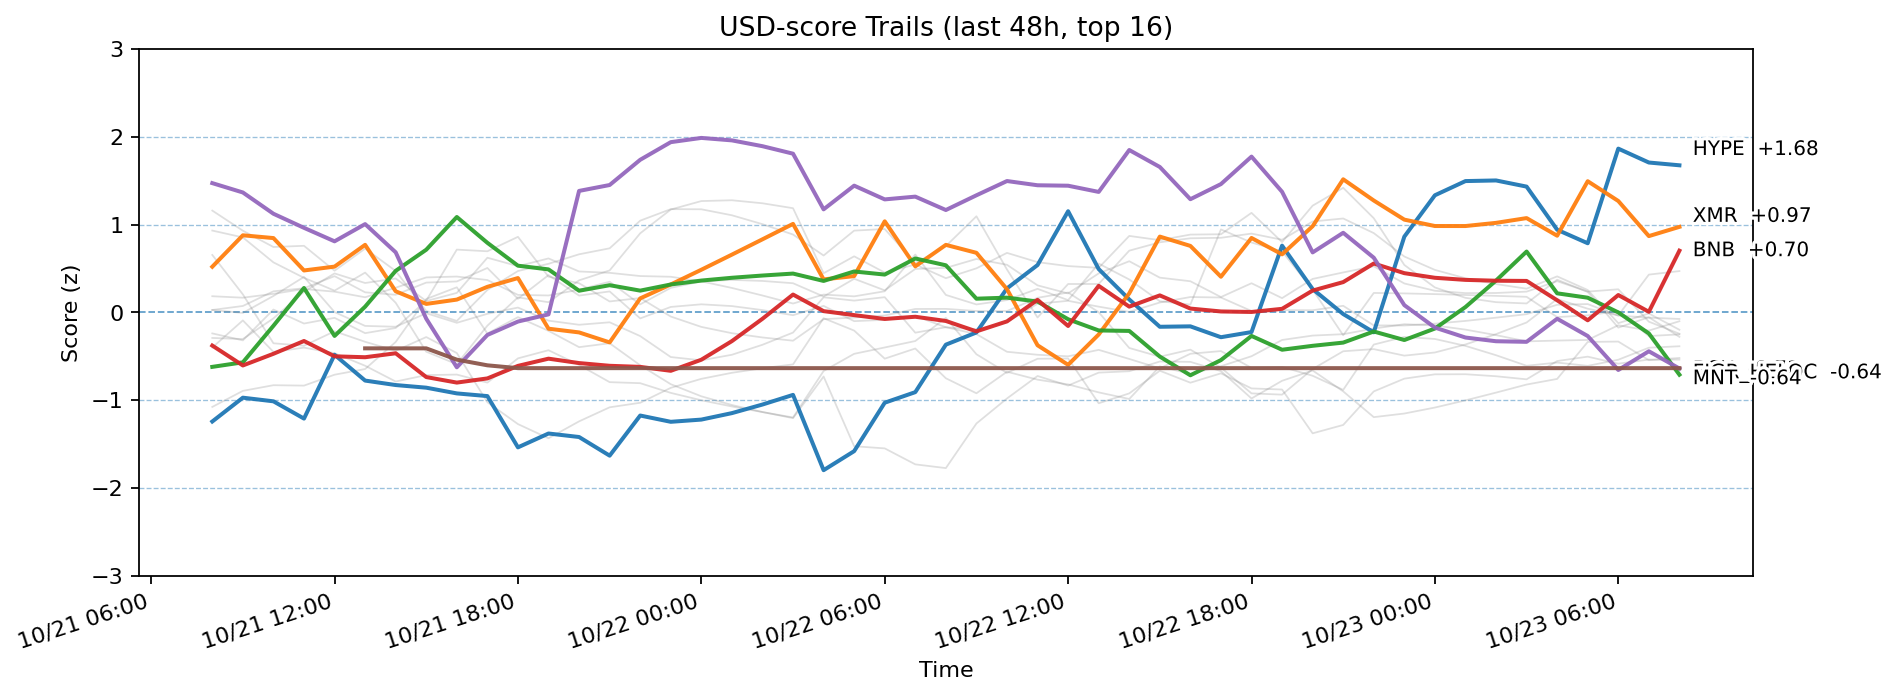 USD-score Trails (last 48h, top 16)
Score (z)
3
2
1
0
−1
−2
−3
HYPE +1.68
XMR +0.97
BNB +0.70
C -0.64
MNT -0.64
10/21 06:00
10/21 12:00
10/21 18:00
10/22 00:00
10/22 06:00
10/22 12:00
10/22 18:00
10/23 00:00
10/23 06:00
Time